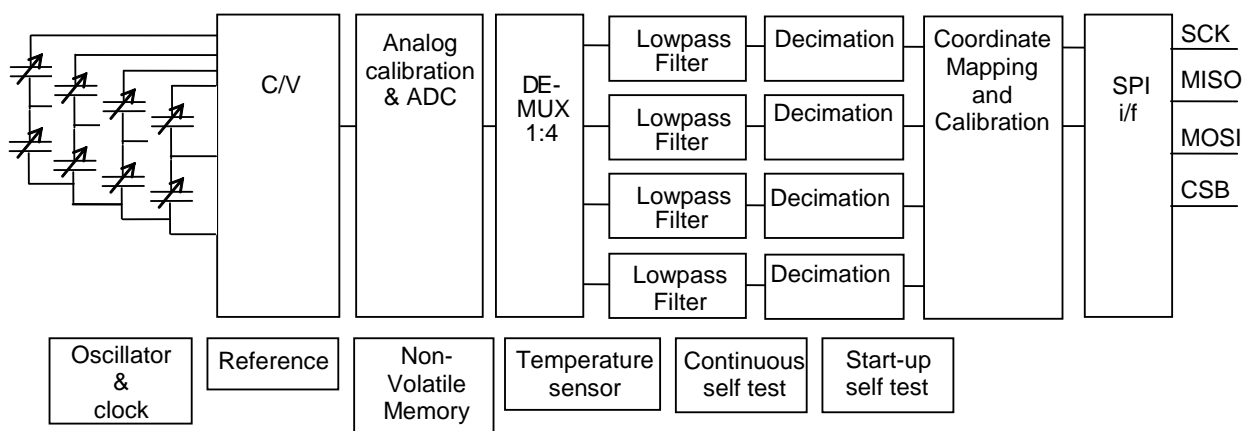 C/V
Analog
calibration
& ADC
DE-
MUX
1:4
Lowpass
Filter
Decimation
Lowpass
Filter
Decimation
Lowpass
Filter
Decimation
Lowpass
Filter
Decimation
Coordinate
Mapping
and
Calibration
SPI
i/f
SCK
MISO
MOSI
CSB
Oscillator
&
clock
Reference
Non-
Volatile
Memory
Temperature
sensor
Continuous
self test
Start-up
self test